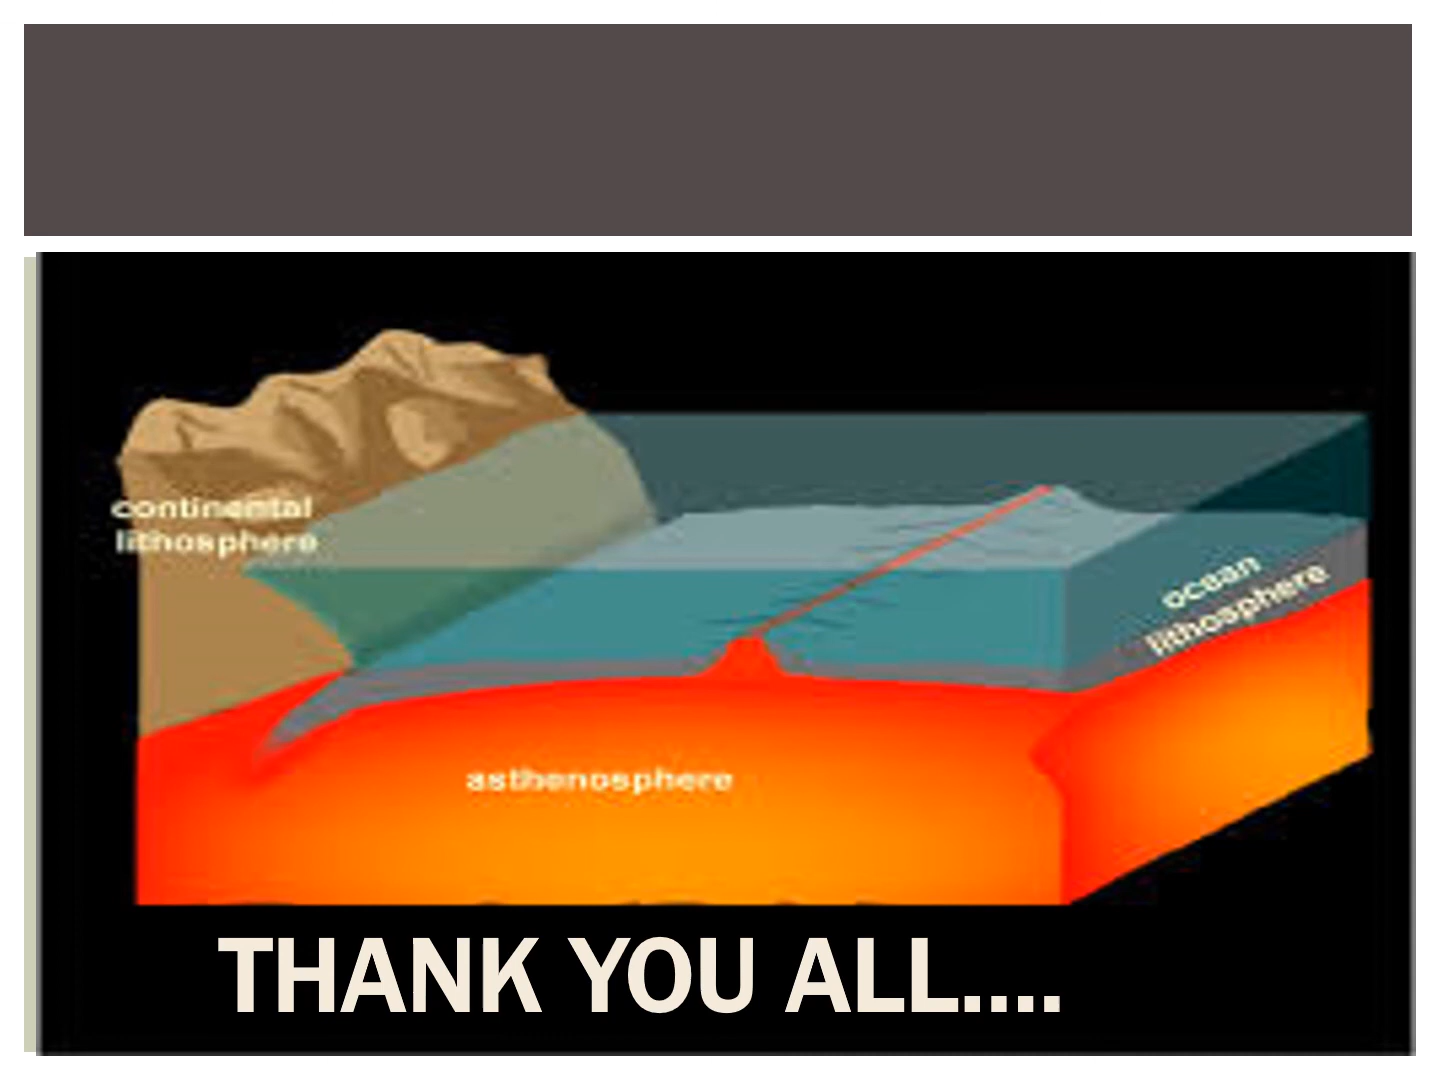 continental
lithosphere
ocean
lithosphere
asthenosphere
THANK YOU ALL....